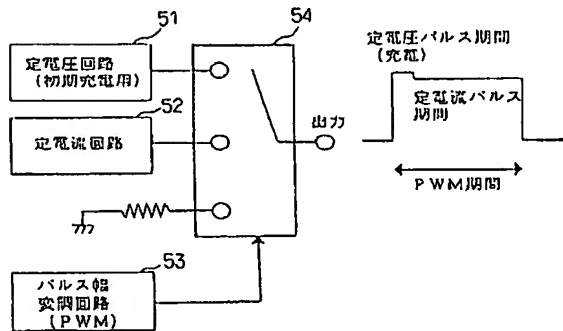 51
定電圧回路
(初期充電用)
52
定電流回路
54
出力
53
パルス幅
変調回路
(PWM)
定電圧パルス期間
(充電)
定電流パルス
期間
PWM期間